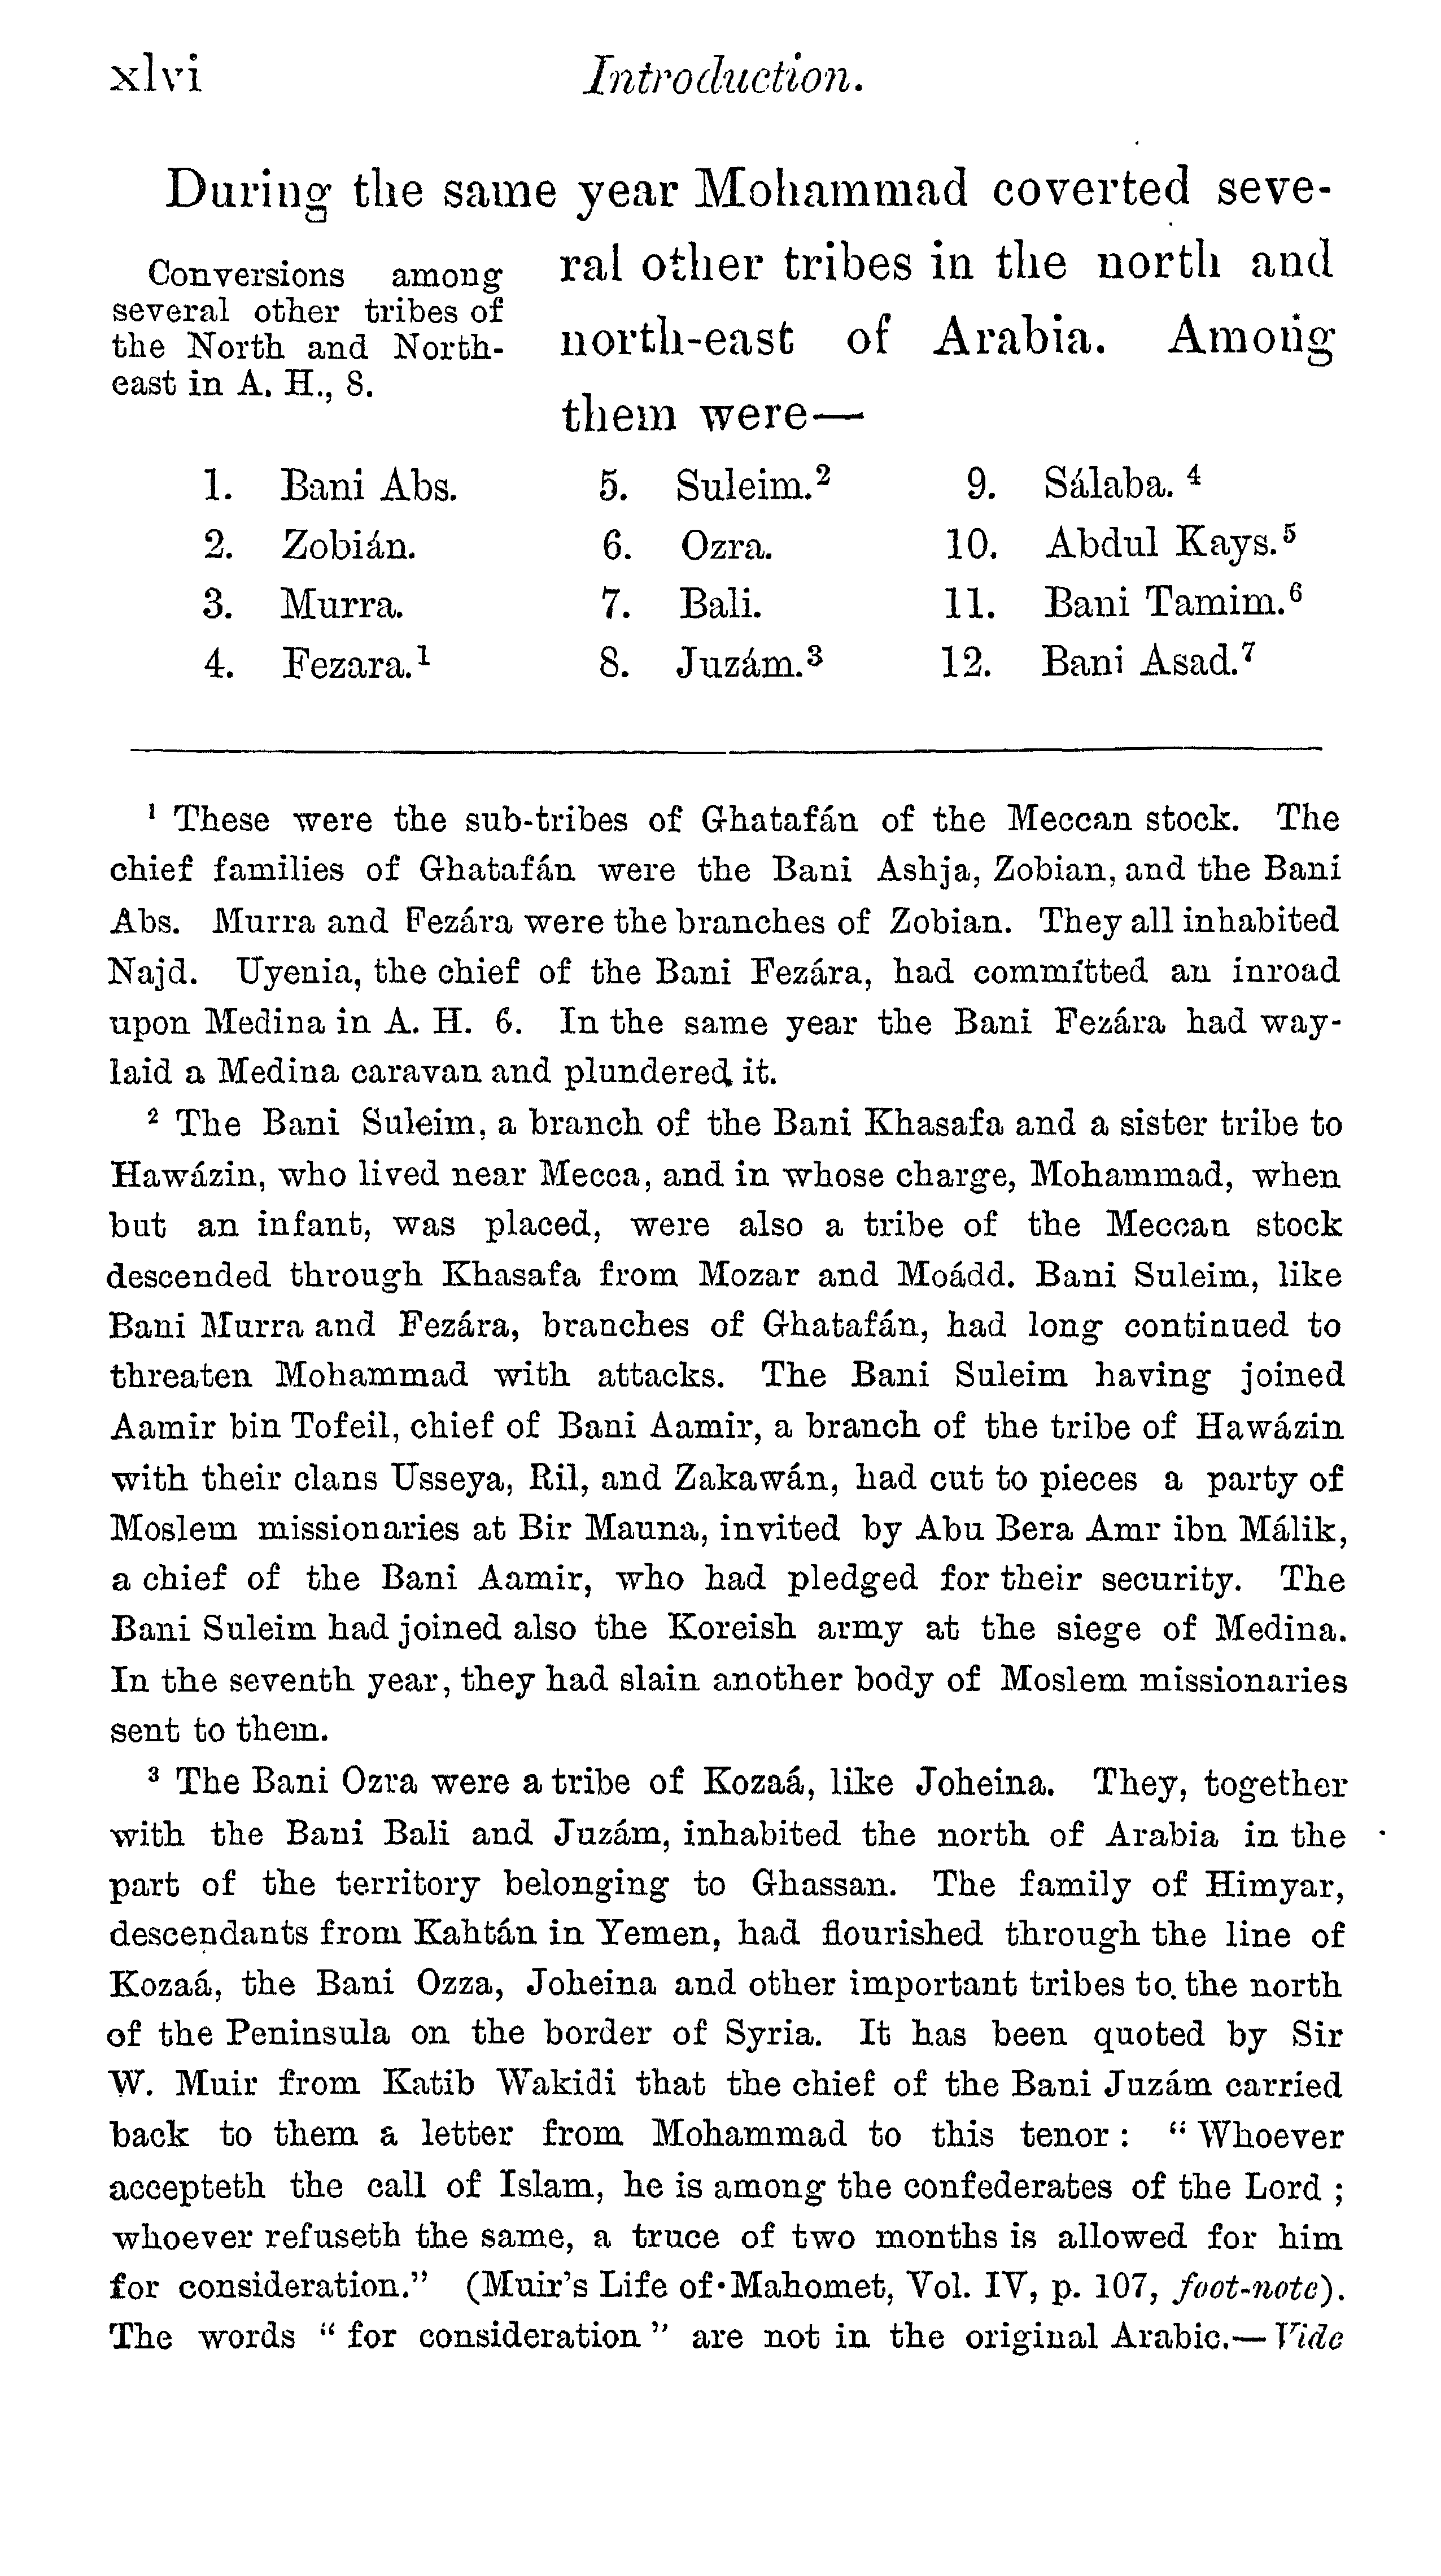 xlvi
Introduction.
During the same year Mohammad coverted seve-
Conversions among
several other tribes of
the North and North-
east in A. H., 8.
ral other tribes in the north and
north-east of Arabia. Among
them were—
1. Bani Abs. 5. Suleim.² 9. Sálaba. ⁴
2. Zobián. 6. Ozra. 10. Abdul Kays.⁵
3. Murra. 7. Bali. 11. Bani Tamim.⁶
4. Fezara.¹ 8. Juzám.³ 12. Bani Asad.⁷
¹ These were the sub-tribes of Ghatafán of the Meccan stock. The
chief families of Ghatafán were the Bani Ashja, Zobian, and the Bani
Abs. Murra and Fezára were the branches of Zobian. They all inhabited
Najd. Uyenia, the chief of the Bani Fezára, had committed an inroad
upon Medina in A. H. 6. In the same year the Bani Fezára had way-
laid a Medina caravan and plundered it.
² The Bani Suleim, a branch of the Bani Khasafa and a sister tribe to
Hawázin, who lived near Mecca, and in whose charge, Mohammad, when
but an infant, was placed, were also a tribe of the Meccan stock
descended through Khasafa from Mozar and Moádd. Bani Suleim, like
Bani Murra and Fezára, branches of Ghatafán, had long continued to
threaten Mohammad with attacks. The Bani Suleim having joined
Aamir bin Tofeil, chief of Bani Aamir, a branch of the tribe of Hawázin
with their clans Usseya, Ril, and Zakawán, had cut to pieces a party of
Moslem missionaries at Bir Mauna, invited by Abu Bera Amr ibn Málik,
a chief of the Bani Aamir, who had pledged for their security. The
Bani Suleim had joined also the Koreish army at the siege of Medina.
In the seventh year, they had slain another body of Moslem missionaries
sent to them.
³ The Bani Ozra were a tribe of Kozaá, like Joheina. They, together
with the Bani Bali and Juzám, inhabited the north of Arabia in the
part of the territory belonging to Ghassan. The family of Himyar,
descendants from Kahtán in Yemen, had flourished through the line of
Kozaá, the Bani Ozza, Joheina and other important tribes to the north
of the Peninsula on the border of Syria. It has been quoted by Sir
W. Muir from Katib Wakidi that the chief of the Bani Juzám carried
back to them a letter from Mohammad to this tenor : "Whoever
accepteth the call of Islam, he is among the confederates of the Lord ;
whoever refuseth the same, a truce of two months is allowed for him
for consideration." (Muir's Life of Mahomet, Vol. IV, p. 107, foot-note).
The words "for consideration" are not in the original Arabic.—Vide